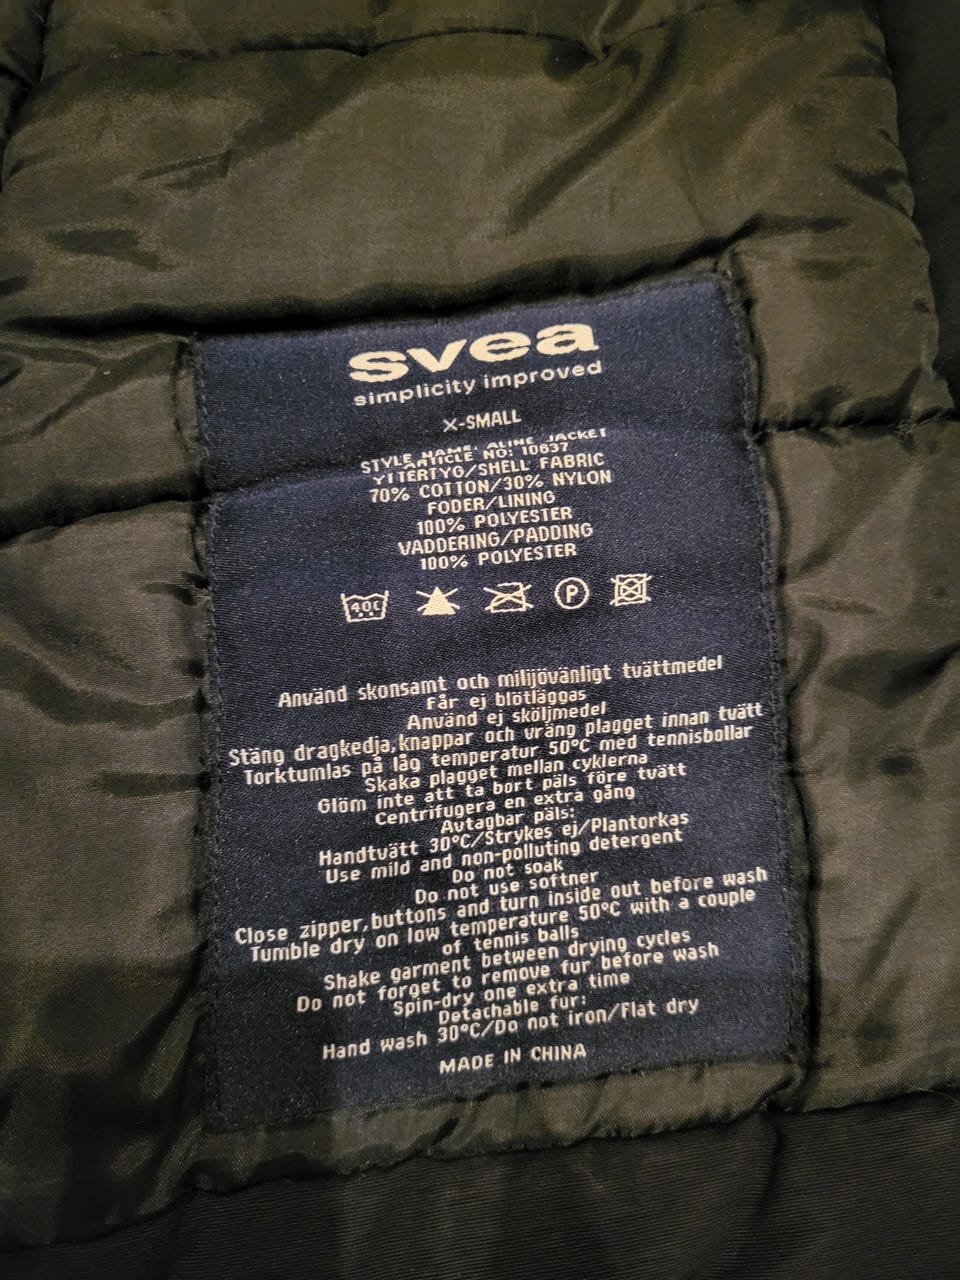 svea
simplicity improved
X-SMALL
STYLE NAME: ALINE JACKET
ARTICLE NO: 10637
YTTERTYG/SHELL FABRIC
70% COTTON/30% NYLON
FODER/LINING
100% POLYESTER
VADDERING/PADDING
100% POLYESTER
40C P
Använd skonsamt och milijövänligt tvättmedel
Får ej blötläggas
Använd ej sköljmedel
Stäng dragkedja,knappar och vräng plagget innan tvätt
Torktumlas på låg temperatur 50°C med tennisbollar
Skaka plagget mellan cyklerna
Glöm inte att ta bort päls före tvätt
Centrifugera en extra gång
Avtagbar päls:
Handtvätt 30°C/Strykes ej/Plantorkas
Use mild and non-polluting detergent
Do not soak
Do not use softner
Close zipper,buttons and turn inside out before wash
Tumble dry on low temperature 50°C with a couple
of tennis balls
Shake garment between drying cycles
Do not forget to remove fur before wash
Spin-dry one extra time
Detachable fur:
Hand wash 30°C/Do not iron/Flat dry
MADE IN CHINA